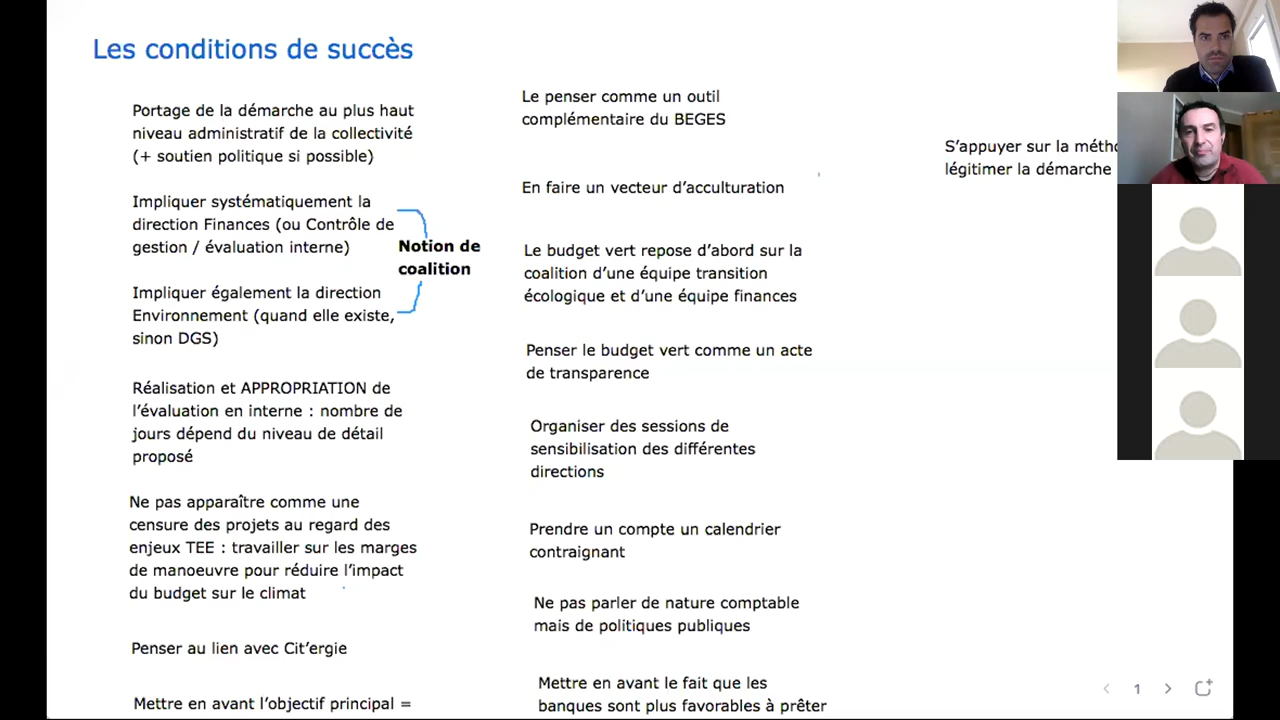 Les conditions de succès
Portage de la démarche au plus haut
niveau administratif de la collectivité
(+ soutien politique si possible)
Impliquer systématiquement la
direction Finances (ou Contrôle de
gestion / évaluation interne)
Notion de
coalition
Impliquer également la direction
Environnement (quand elle existe,
sinon DGS)
Réalisation et APPROPRIATION de
l’évaluation en interne : nombre de
jours dépend du niveau de détail
proposé
Ne pas apparaître comme une
censure des projets au regard des
enjeux TEE : travailler sur les marges
de manoeuvre pour réduire l’impact
du budget sur le climat
Penser au lien avec Cit’ergie
Mettre en avant l’objectif principal =
Le penser comme un outil
complémentaire du BEGES
En faire un vecteur d’acculturation
Le budget vert repose d’abord sur la
coalition d’une équipe transition
écologique et d’une équipe finances
Penser le budget vert comme un acte
de transparence
Organiser des sessions de
sensibilisation des différentes
directions
Prendre un compte un calendrier
contraignant
Ne pas parler de nature comptable
mais de politiques publiques
Mettre en avant le fait que les
banques sont plus favorables à prêter
S’appuyer sur la
légitimer la démarche
1